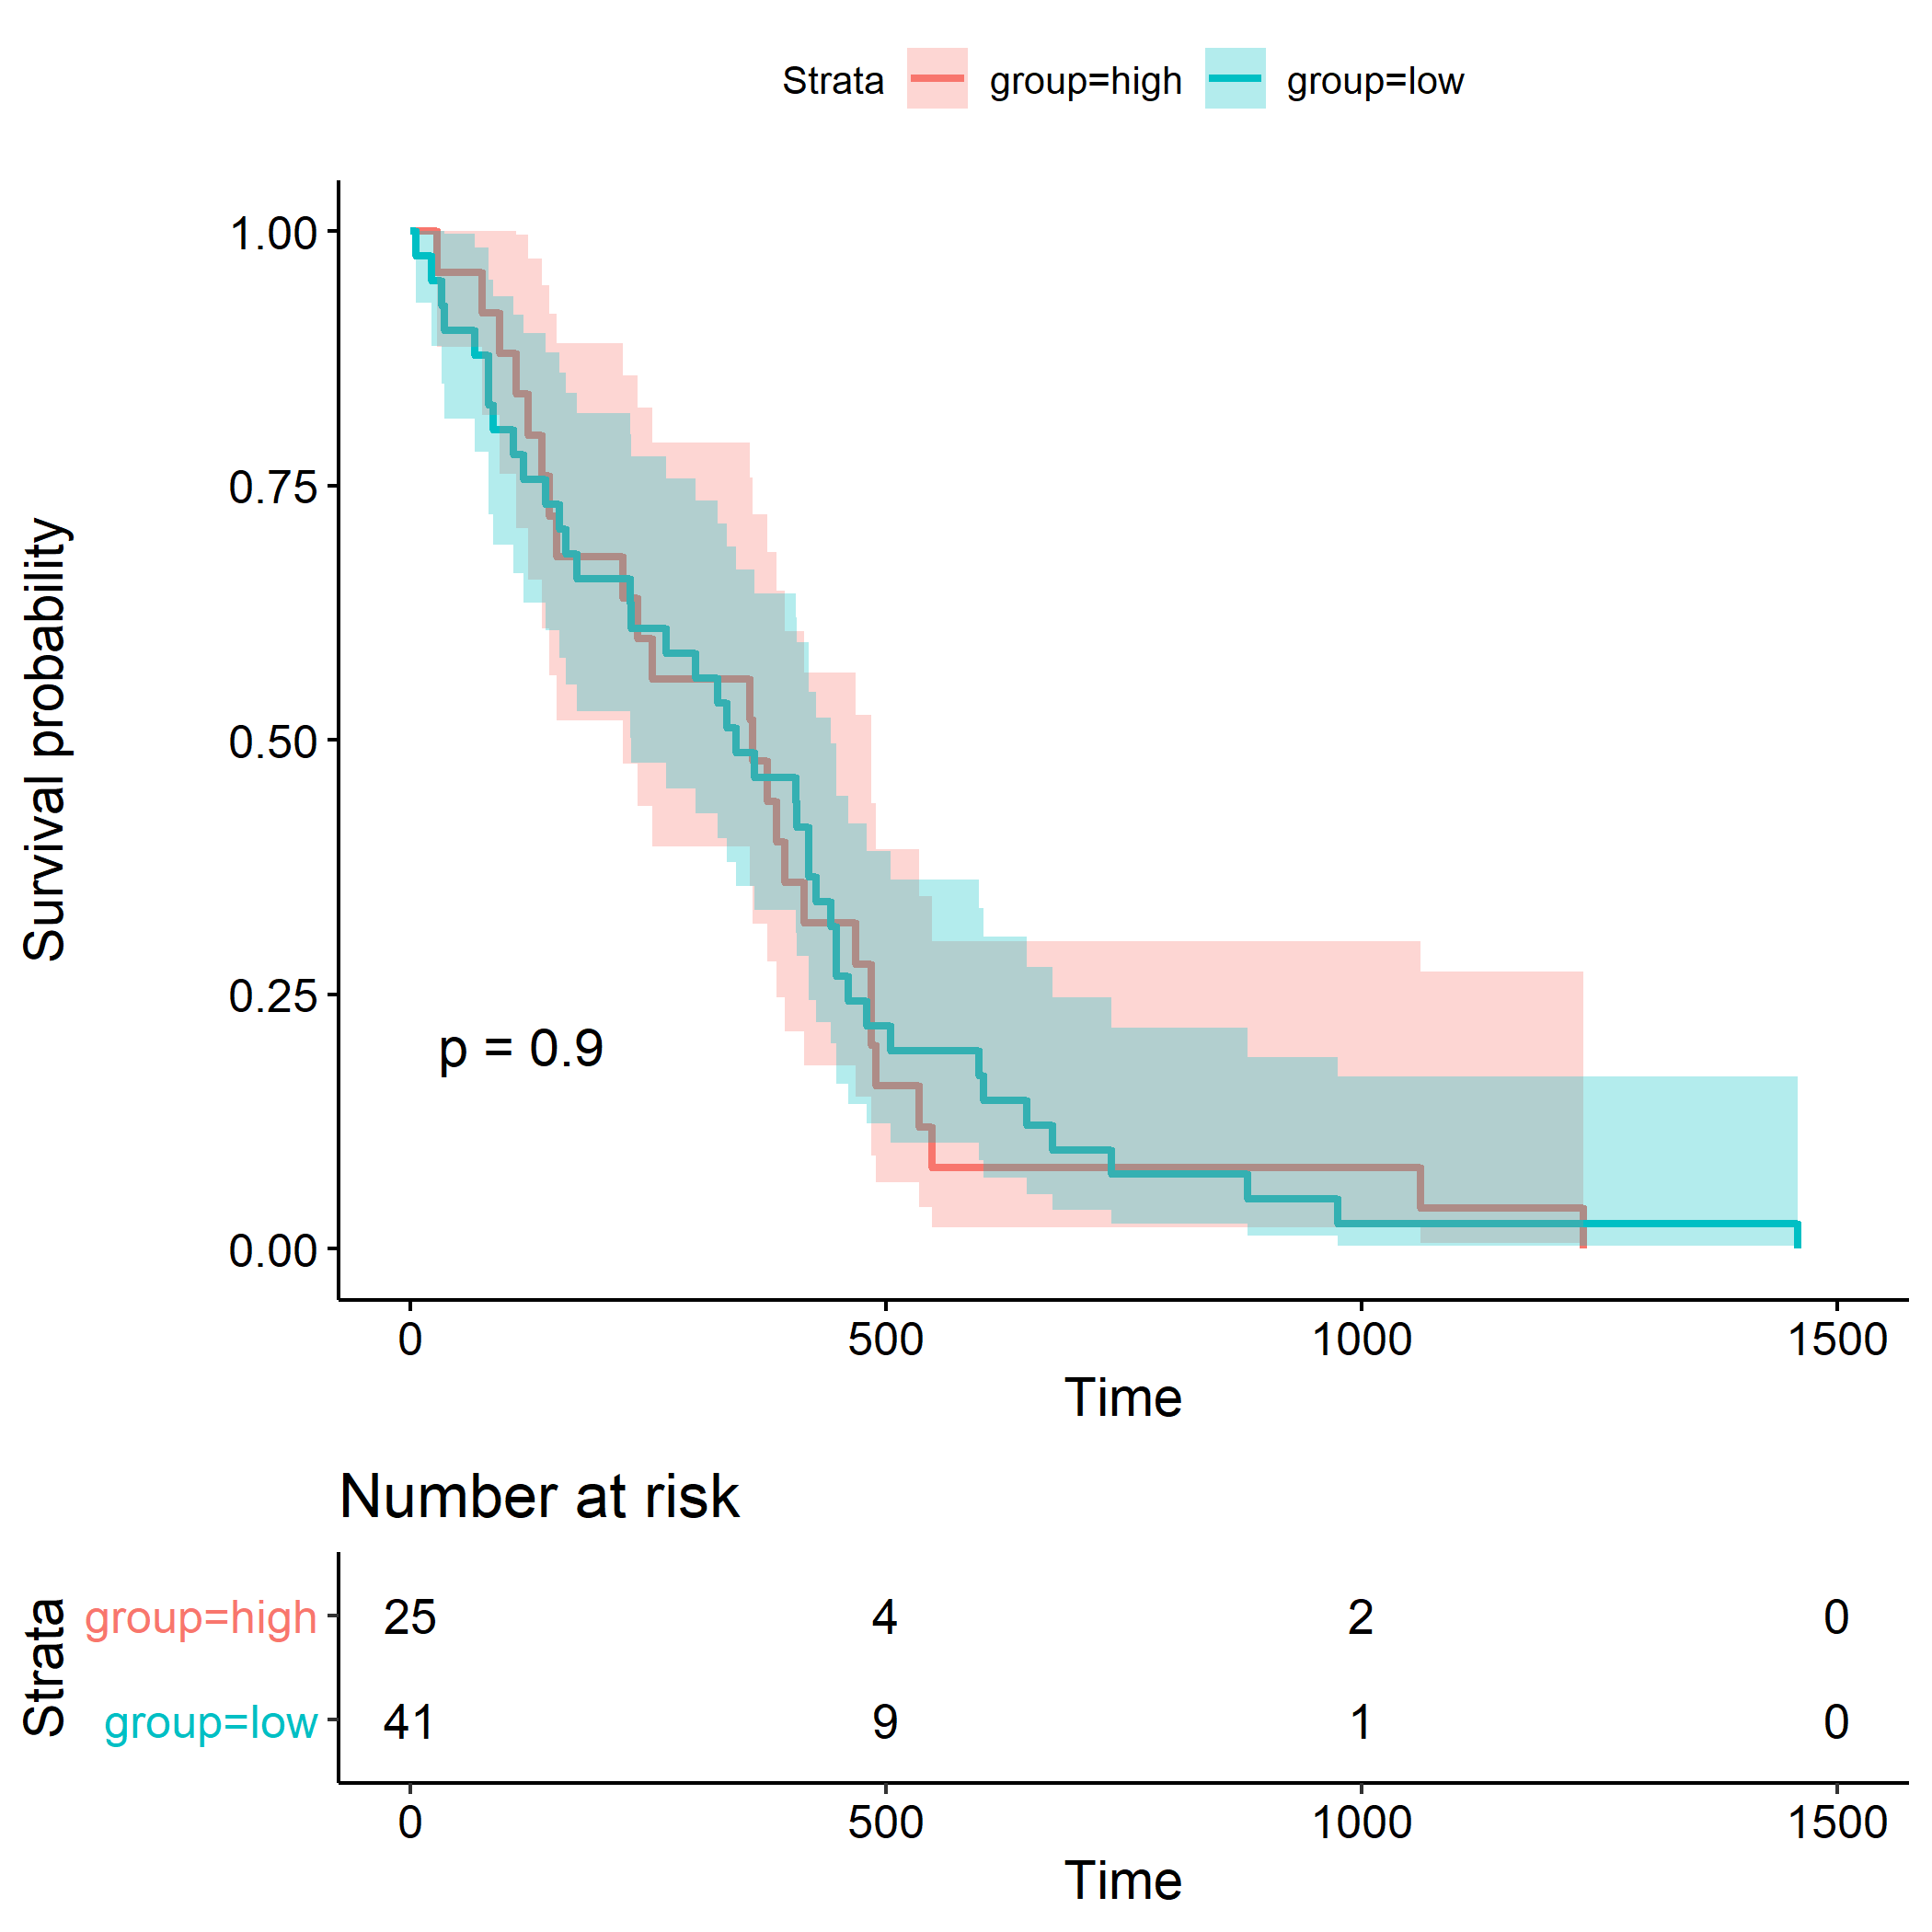 Strata group=high group=low
1.00
0.75
0.50
0.25
0.00
Survival probability
p = 0.9
0 500 1000 1500
Time
Number at risk
Strata
group=high 25 4 2 0
group=low 41 9 1 0
0 500 1000 1500
Time